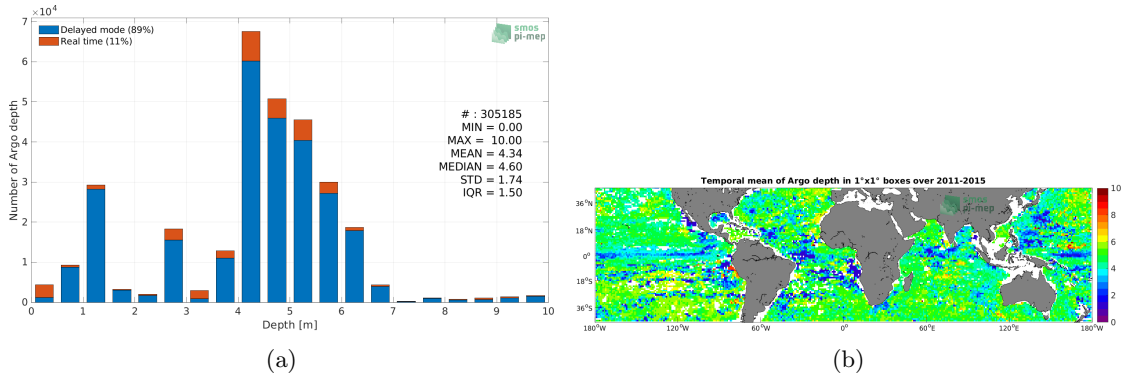 ×10⁴
7
6
5
4
3
2
1
0
Number of Argo depth
Delayed mode (89%)
Real time (11%)
smos
pi-mep
# : 305185
MIN = 0.00
MAX = 10.00
MEAN = 4.34
MEDIAN = 4.60
STD = 1.74
IQR = 1.50
0 1 2 3 4 5 6 7 8 9 10
Depth [m]
(a)
Temporal mean of Argo depth in 1°x1° boxes over 2011-2015
smos
pi-mep
36°N
18°N
0°
18°S
36°S
180°W 120°W 60°W 0° 60°E 120°E 180°W
10
8
6
4
2
0
(b)